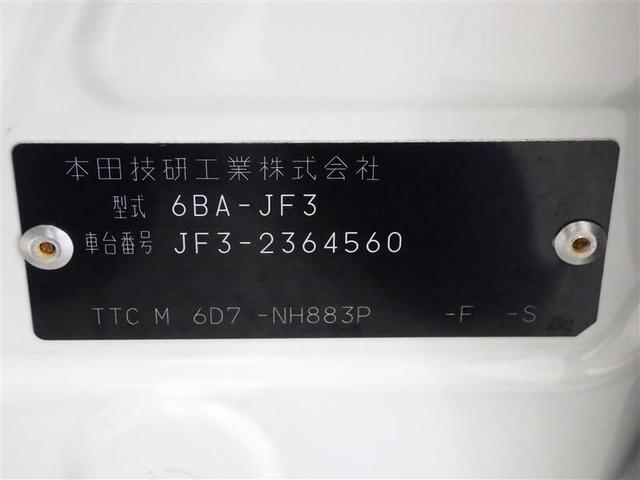 本田技研工業株式会社
型式 6BA-JF3
車台番号 JF3-2364560
TTC M 6D7 -NH883P -F -S